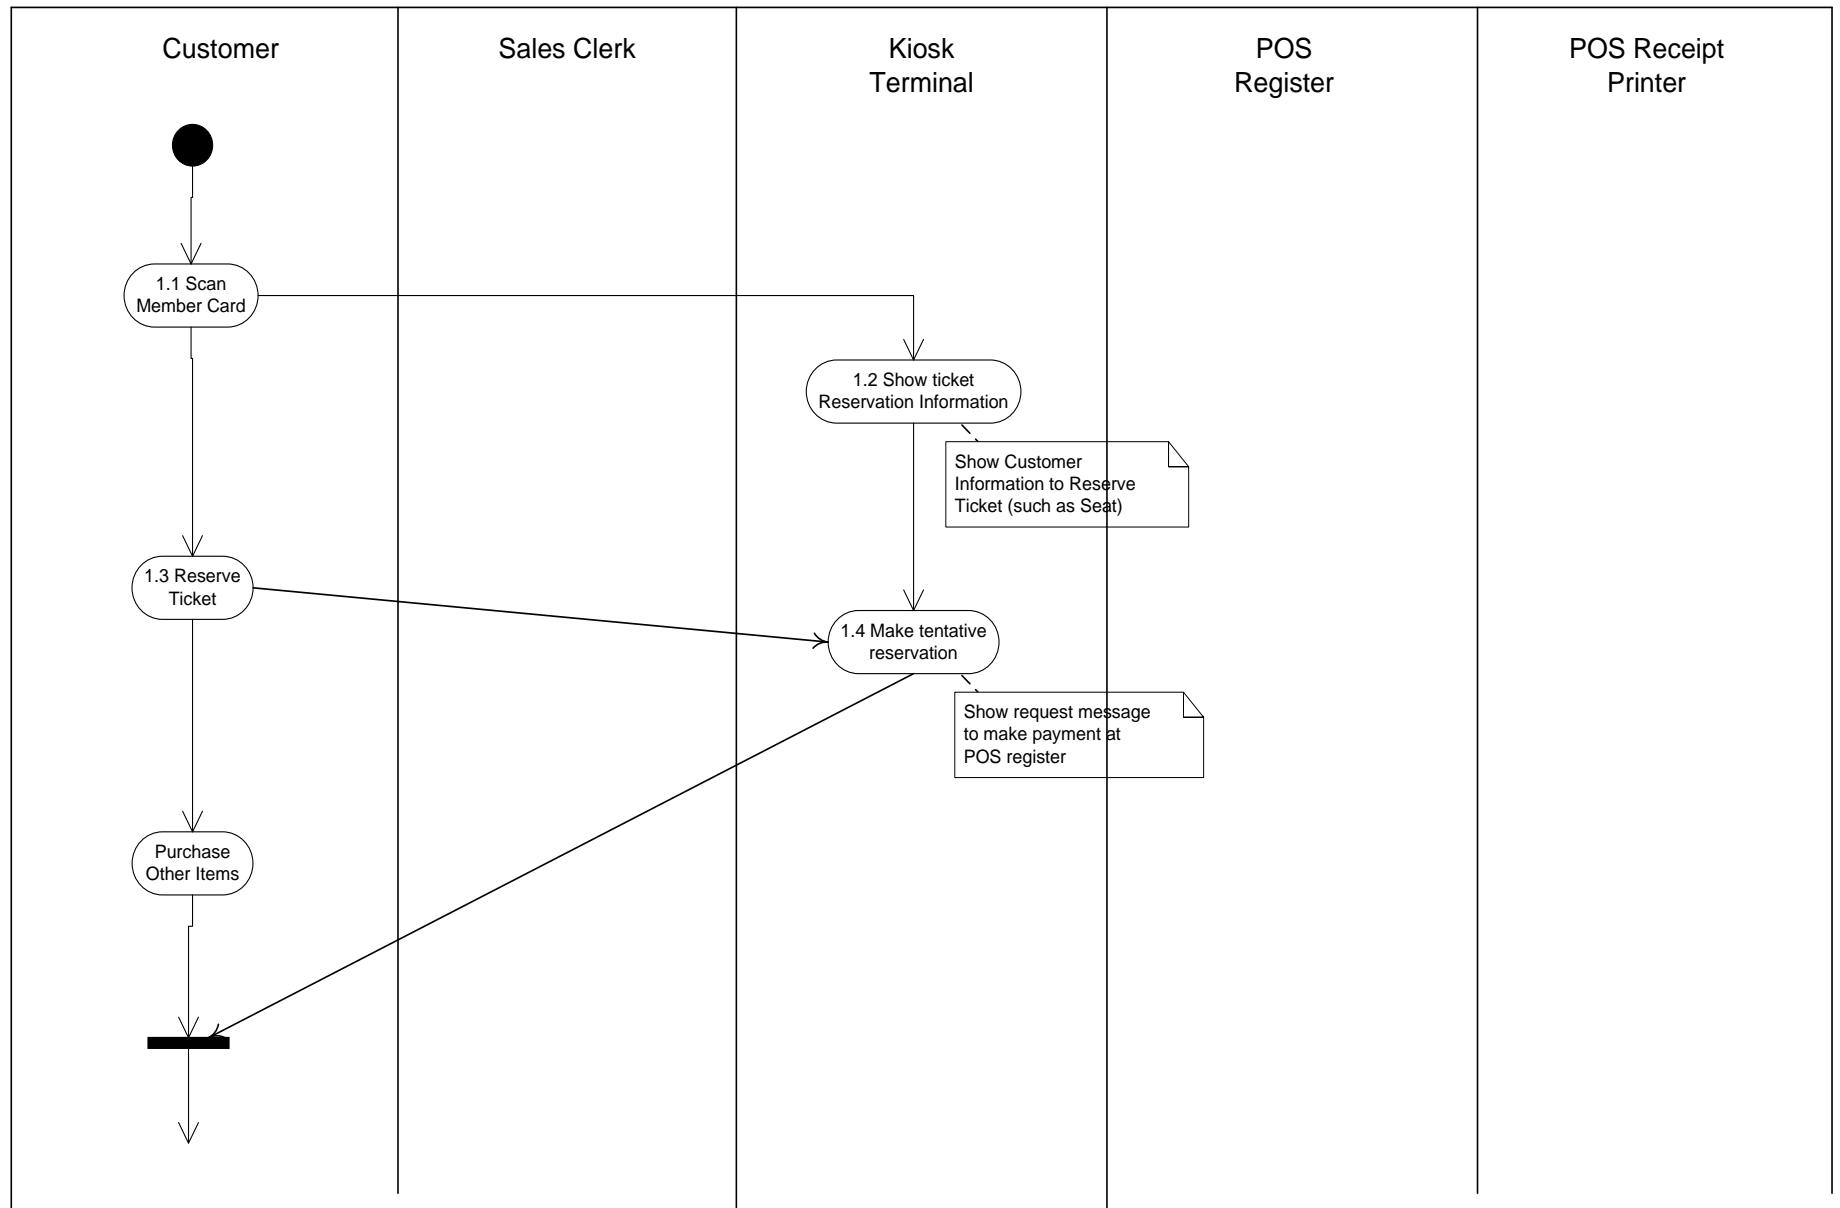 Customer
Sales Clerk
Kiosk
Terminal
POS
Register
POS Receipt
Printer
1.1 Scan
Member Card
1.2 Show ticket
Reservation Information
Show Customer
Information to Reserve
Ticket (such as Seat)
1.3 Reserve
Ticket
1.4 Make tentative
reservation
Show request message
to make payment at
POS register
Purchase
Other Items